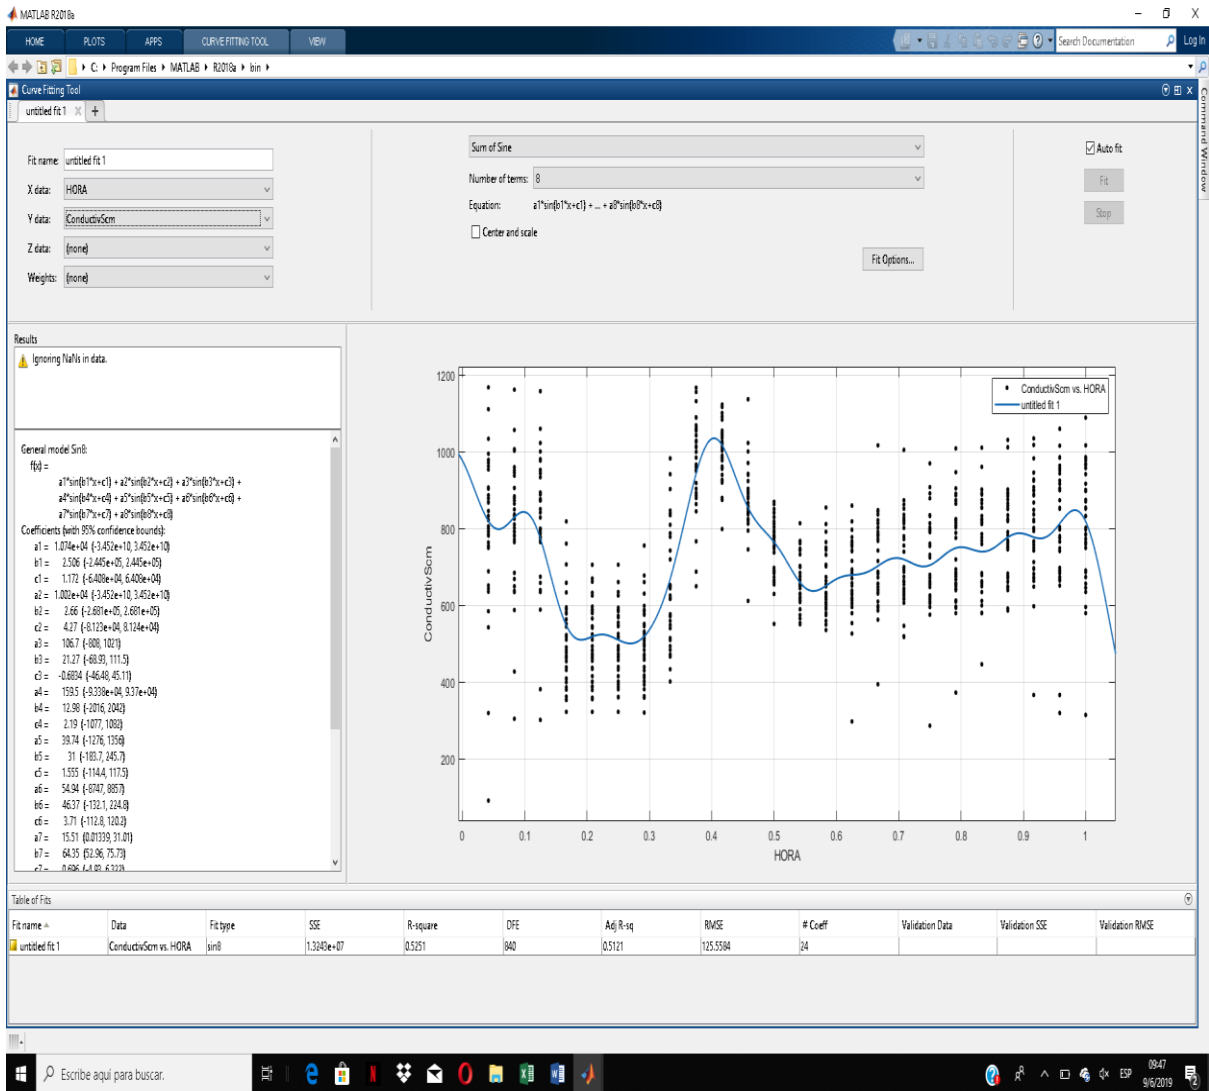 MATLAB R2018a
HOME PLOTS APPS CURVE FITTING TOOL VIEW Search Documentation Log In
C: Program Files MATLAB R2018a bin
Curve Fitting Tool
untitled fit 1
Command Window
Fit name: untitled fit 1
X data: HORA
Y data: ConductivScm
Z data: (none)
Weights: (none)
Sum of Sine
Number of terms: 8
Equation: a1*sin(b1*x+c1) + ... + a8*sin(b8*x+c8)
Center and scale
Fit Options...
Auto fit
Fit
Stop
Results
Ignoring NaNs in data.
General model Sin8:
f(x) =
a1*sin(b1*x+c1) + a2*sin(b2*x+c2) + a3*sin(b3*x+c3) +
a4*sin(b4*x+c4) + a5*sin(b5*x+c5) + a6*sin(b6*x+c6) +
a7*sin(b7*x+c7) + a8*sin(b8*x+c8)
Coefficients (with 95% confidence bounds):
a1 = 1.074e+04 (-3.452e+10, 3.452e+10)
b1 = 2.506 (-2.445e+05, 2.445e+05)
c1 = 1.172 (-6.408e+04, 6.408e+04)
a2 = 1.002e+04 (-3.452e+10, 3.452e+10)
b2 = 2.66 (-2.681e+05, 2.681e+05)
c2 = 4.27 (-8.123e+04, 8.124e+04)
a3 = 106.7 (-808, 1021)
b3 = 21.27 (-68.93, 111.5)
c3 = -0.6834 (-46.48, 45.11)
a4 = 159.5 (-9.338e+04, 9.37e+04)
b4 = 12.98 (-2016, 2042)
c4 = 2.19 (-1077, 1082)
a5 = 39.74 (-1276, 1356)
b5 = 31 (-183.7, 245.7)
c5 = 1.555 (-114.4, 117.5)
a6 = 54.94 (-8747, 8857)
b6 = 46.37 (-132.1, 224.8)
c6 = 3.71 (-112.8, 120.2)
a7 = 15.51 (0.01339, 31.01)
b7 = 64.35 (52.96, 75.73)
c7 = 0.696 (-4.93, 6.322)
1200
1000
800
600
400
200
ConductivScm
0 0.1 0.2 0.3 0.4 0.5 0.6 0.7 0.8 0.9 1
HORA
ConductivScm vs. HORA
untitled fit 1
Table of Fits
Fit name Data Fit type SSE R-square DFE Adj R-sq RMSE # Coeff Validation Data Validation SSE Validation RMSE
untitled fit 1 ConductivScm vs. HORA sin8 1.3243e+07 0.5251 840 0.5121 125.5584 24
Escribe aquí para buscar.
ESP
09:47
9/6/2019
2